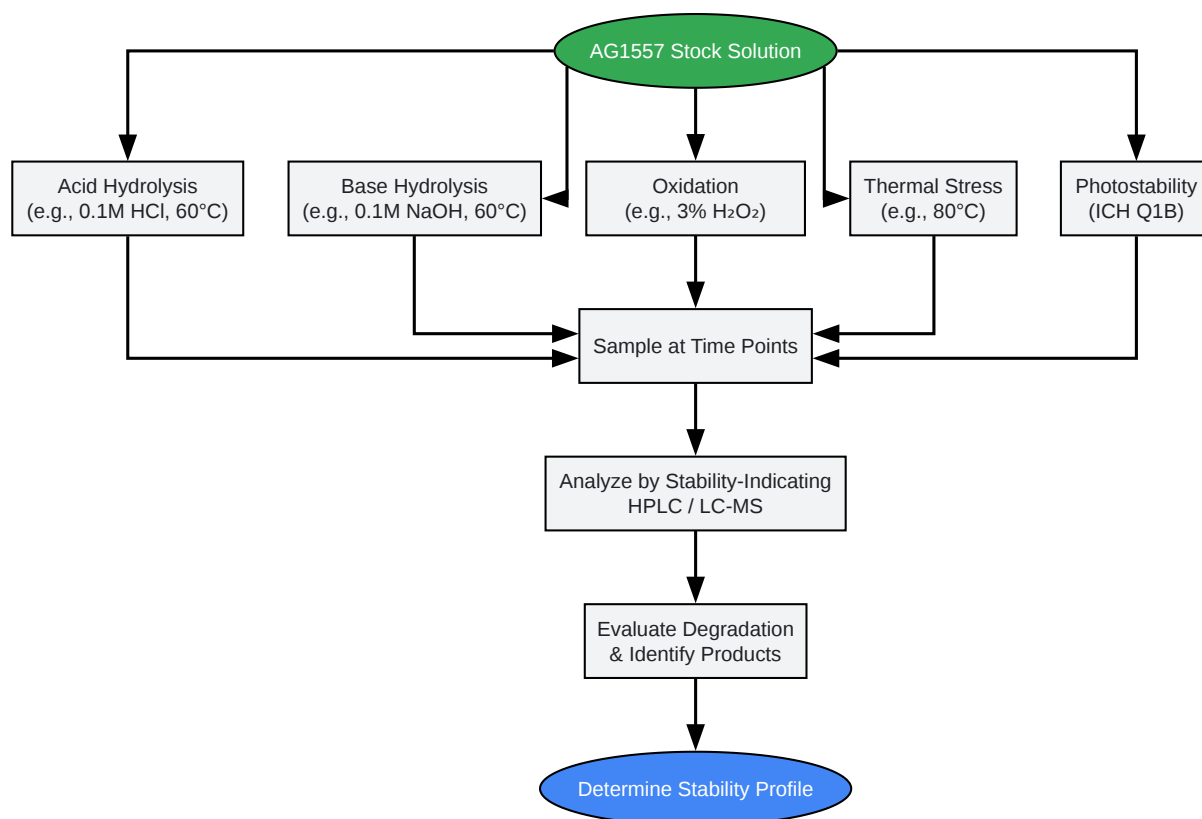 AG1557 Stock Solution
Acid Hydrolysis
(e.g., 0.1M HCl, 60°C)
Base Hydrolysis
(e.g., 0.1M NaOH, 60°C)
Oxidation
(e.g., 3% H₂O₂)
Thermal Stress
(e.g., 80°C)
Photostability
(ICH Q1B)
Sample at Time Points
Analyze by Stability-Indicating
HPLC / LC-MS
Evaluate Degradation
& Identify Products
Determine Stability Profile